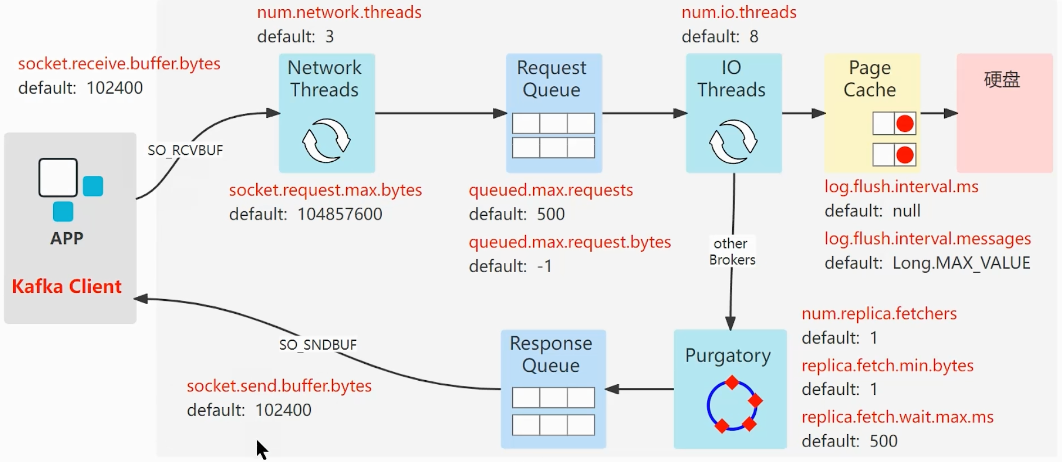 num.network.threads
default: 3
num.io.threads
default: 8
socket.receive.buffer.bytes
default: 102400
Network
Threads
Request
Queue
IO
Threads
Page
Cache
硬盘
SO_RCVBUF
APP
Kafka Client
socket.request.max.bytes
default: 104857600
queued.max.requests
default: 500
queued.max.request.bytes
default: -1
log.flush.interval.ms
default: null
log.flush.interval.messages
default: Long.MAX_VALUE
other
Brokers
num.replica.fetchers
default: 1
replica.fetch.min.bytes
default: 1
replica.fetch.wait.max.ms
default: 500
Purgatory
Response
Queue
SO_SNDBUF
socket.send.buffer.bytes
default: 102400